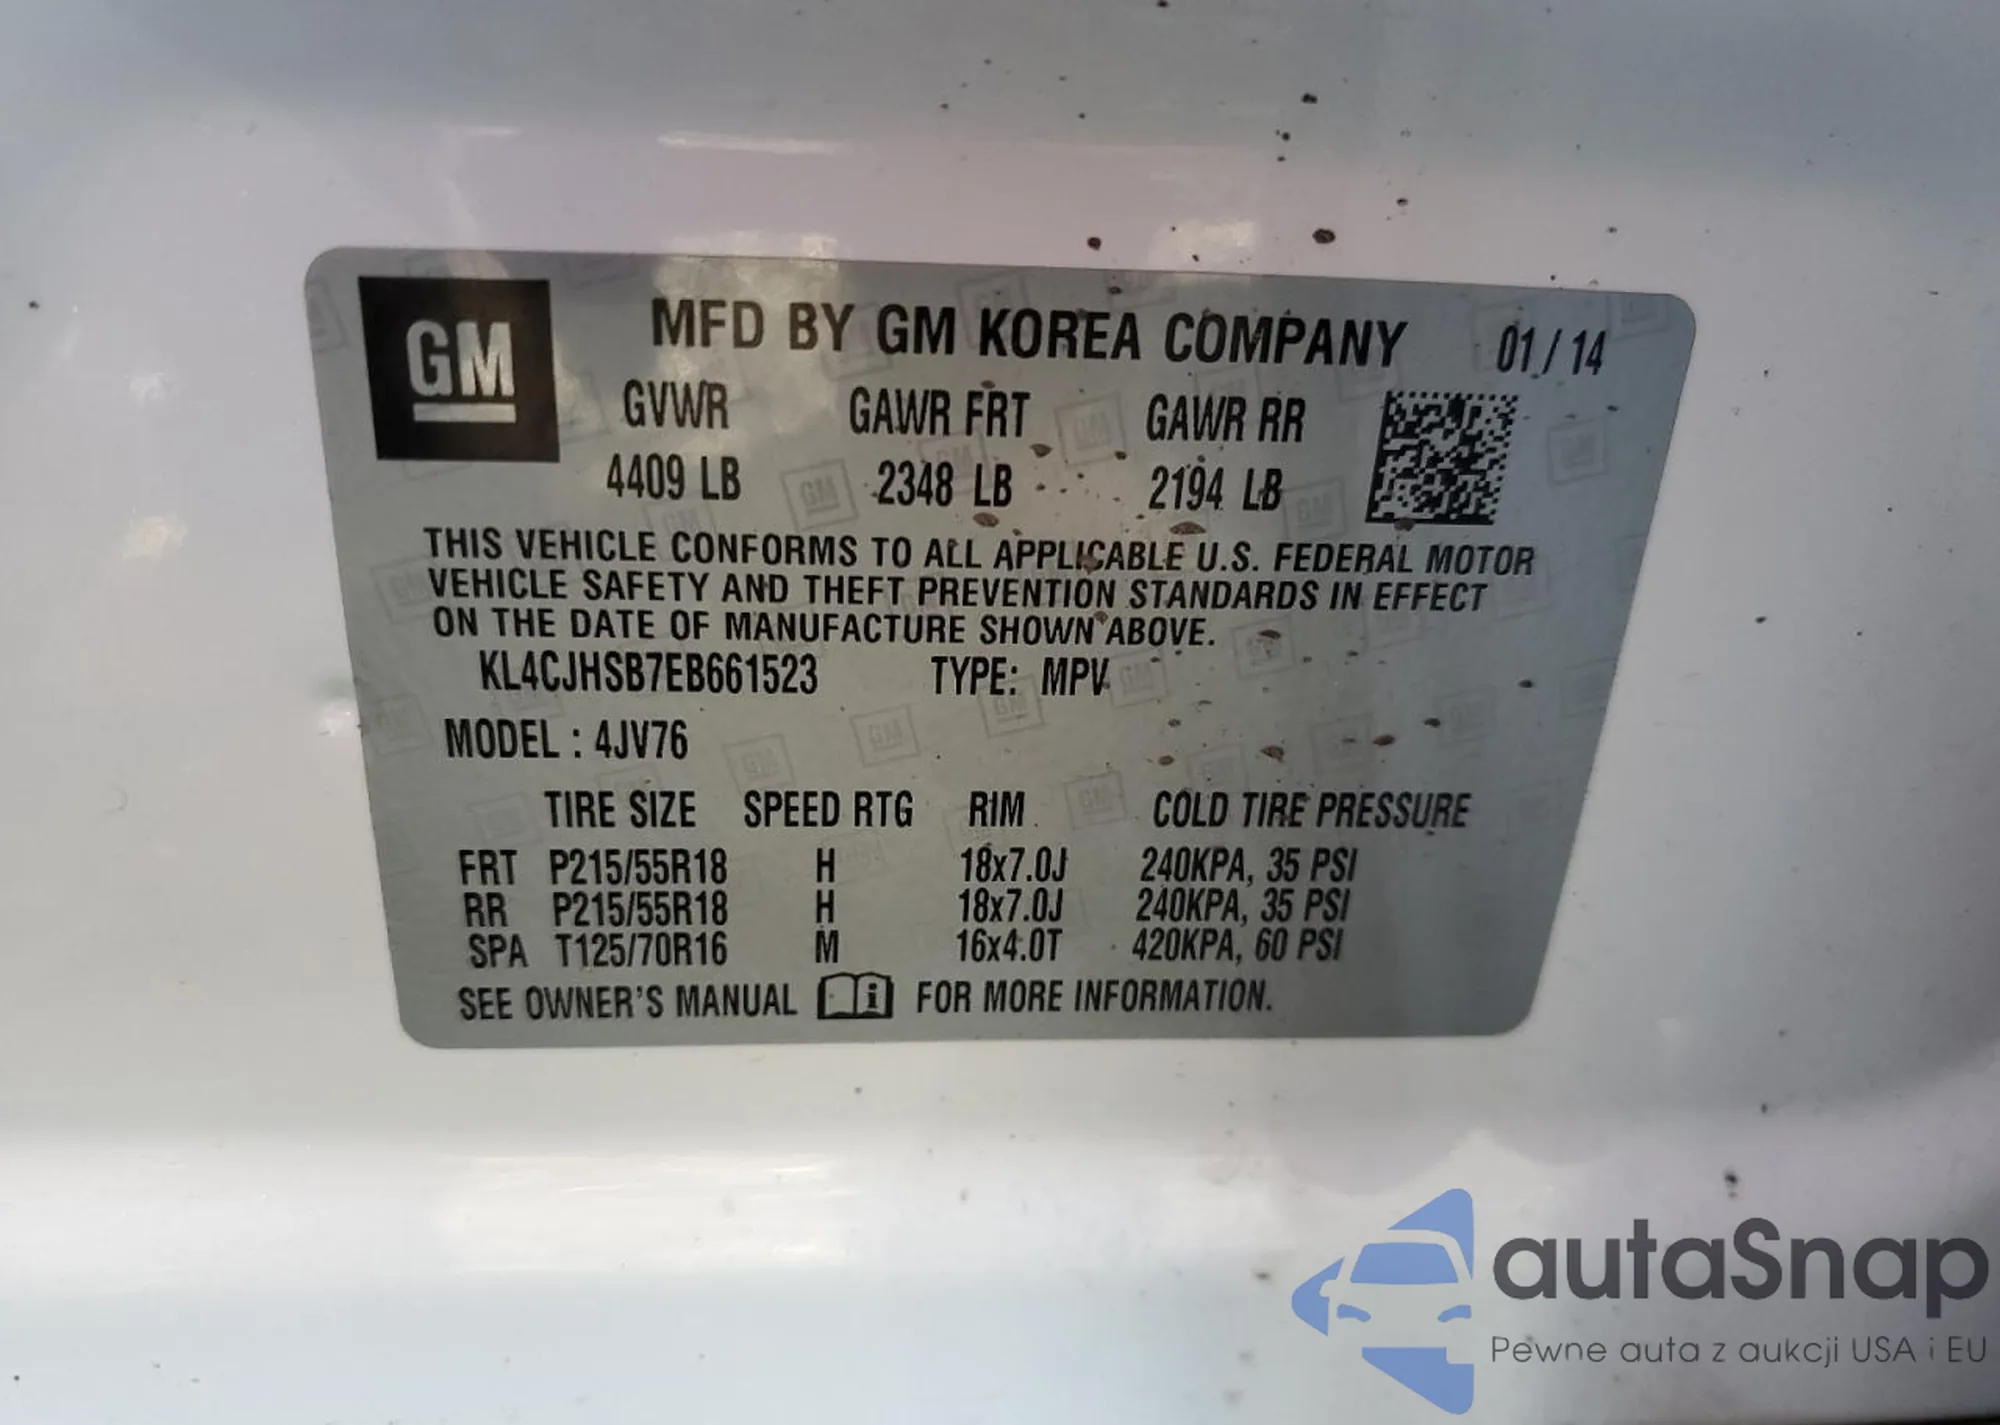 GM
MFD BY GM KOREA COMPANY 01/14
GVWR GAWR FRT GAWR RR
4409 LB 2348 LB 2194 LB
THIS VEHICLE CONFORMS TO ALL APPLICABLE U.S. FEDERAL MOTOR
VEHICLE SAFETY AND THEFT PREVENTION STANDARDS IN EFFECT
ON THE DATE OF MANUFACTURE SHOWN ABOVE.
KL4CJHSB7EB661523 TYPE: MPV
MODEL : 4JV76
TIRE SIZE SPEED RTG RIM COLD TIRE PRESSURE
FRT P215/55R18 H 18x7.0J 240KPA, 35 PSI
RR P215/55R18 H 18x7.0J 240KPA, 35 PSI
SPA T125/70R16 M 16x4.0T 420KPA, 60 PSI
SEE OWNER'S MANUAL i FOR MORE INFORMATION.
autaSnap
Pewne auta z aukcji USA i EU